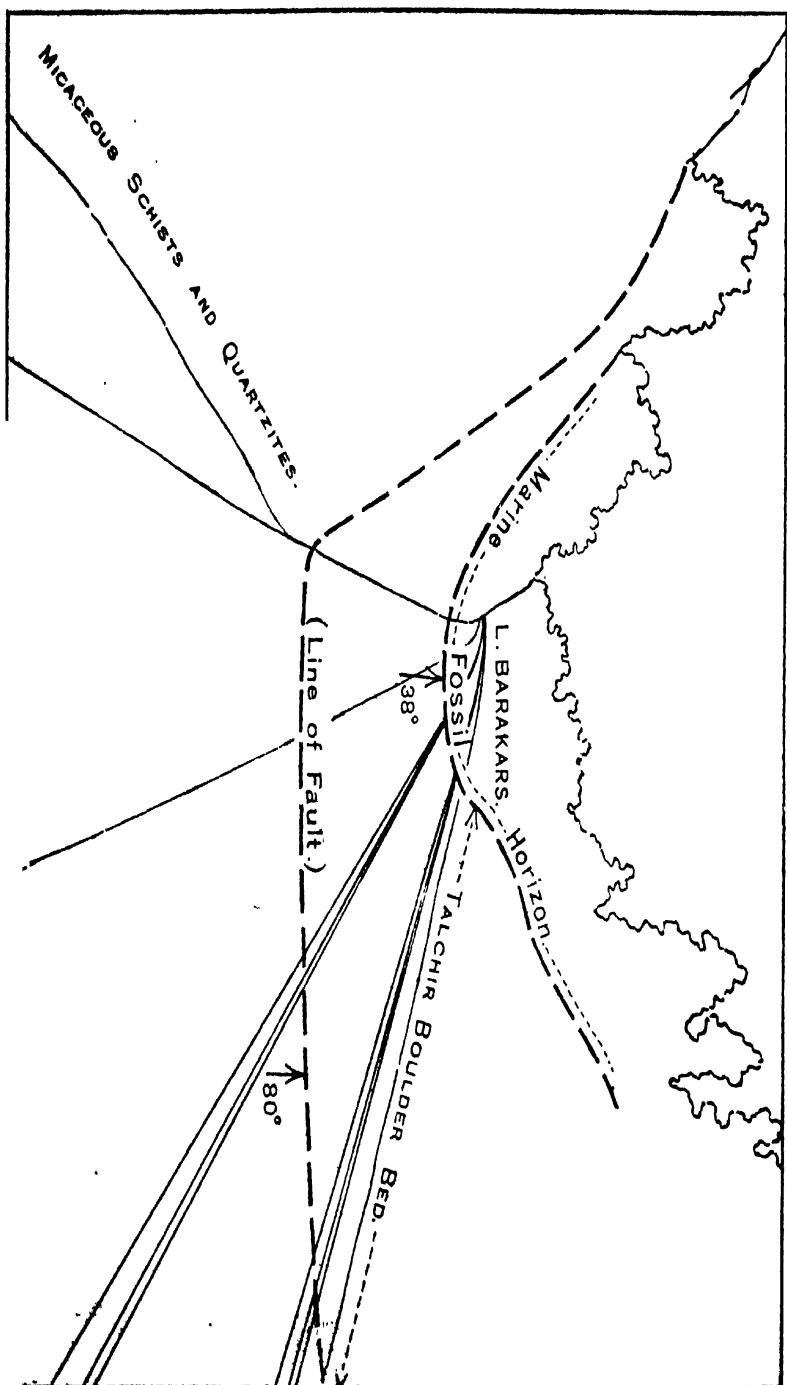 MICACEOUS SCHISTS AND QUARTZITES.
Marine Fossil Horizon
L. BARAKARS.
38°
(Line of Fault.)
TALCHIR BOULDER BED.
80°